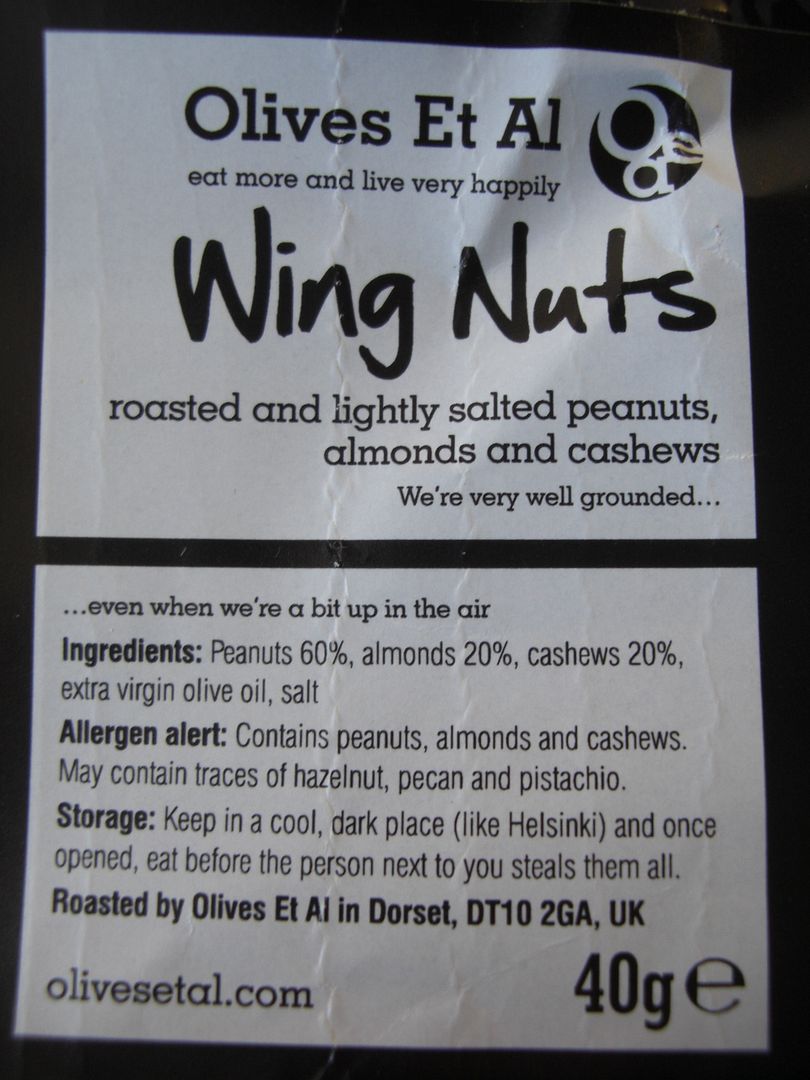 Olives Et Al
eat more and live very happily
Wing Nuts
roasted and lightly salted peanuts,
almonds and cashews
We're very well grounded...
...even when we're a bit up in the air
Ingredients: Peanuts 60%, almonds 20%, cashews 20%,
extra virgin olive oil, salt
Allergen alert: Contains peanuts, almonds and cashews.
May contain traces of hazelnut, pecan and pistachio.
Storage: Keep in a cool, dark place (like Helsinki) and once
opened, eat before the person next to you steals them all.
Roasted by Olives Et Al in Dorset, DT10 2GA, UK
olivesetal.com
40g ℮